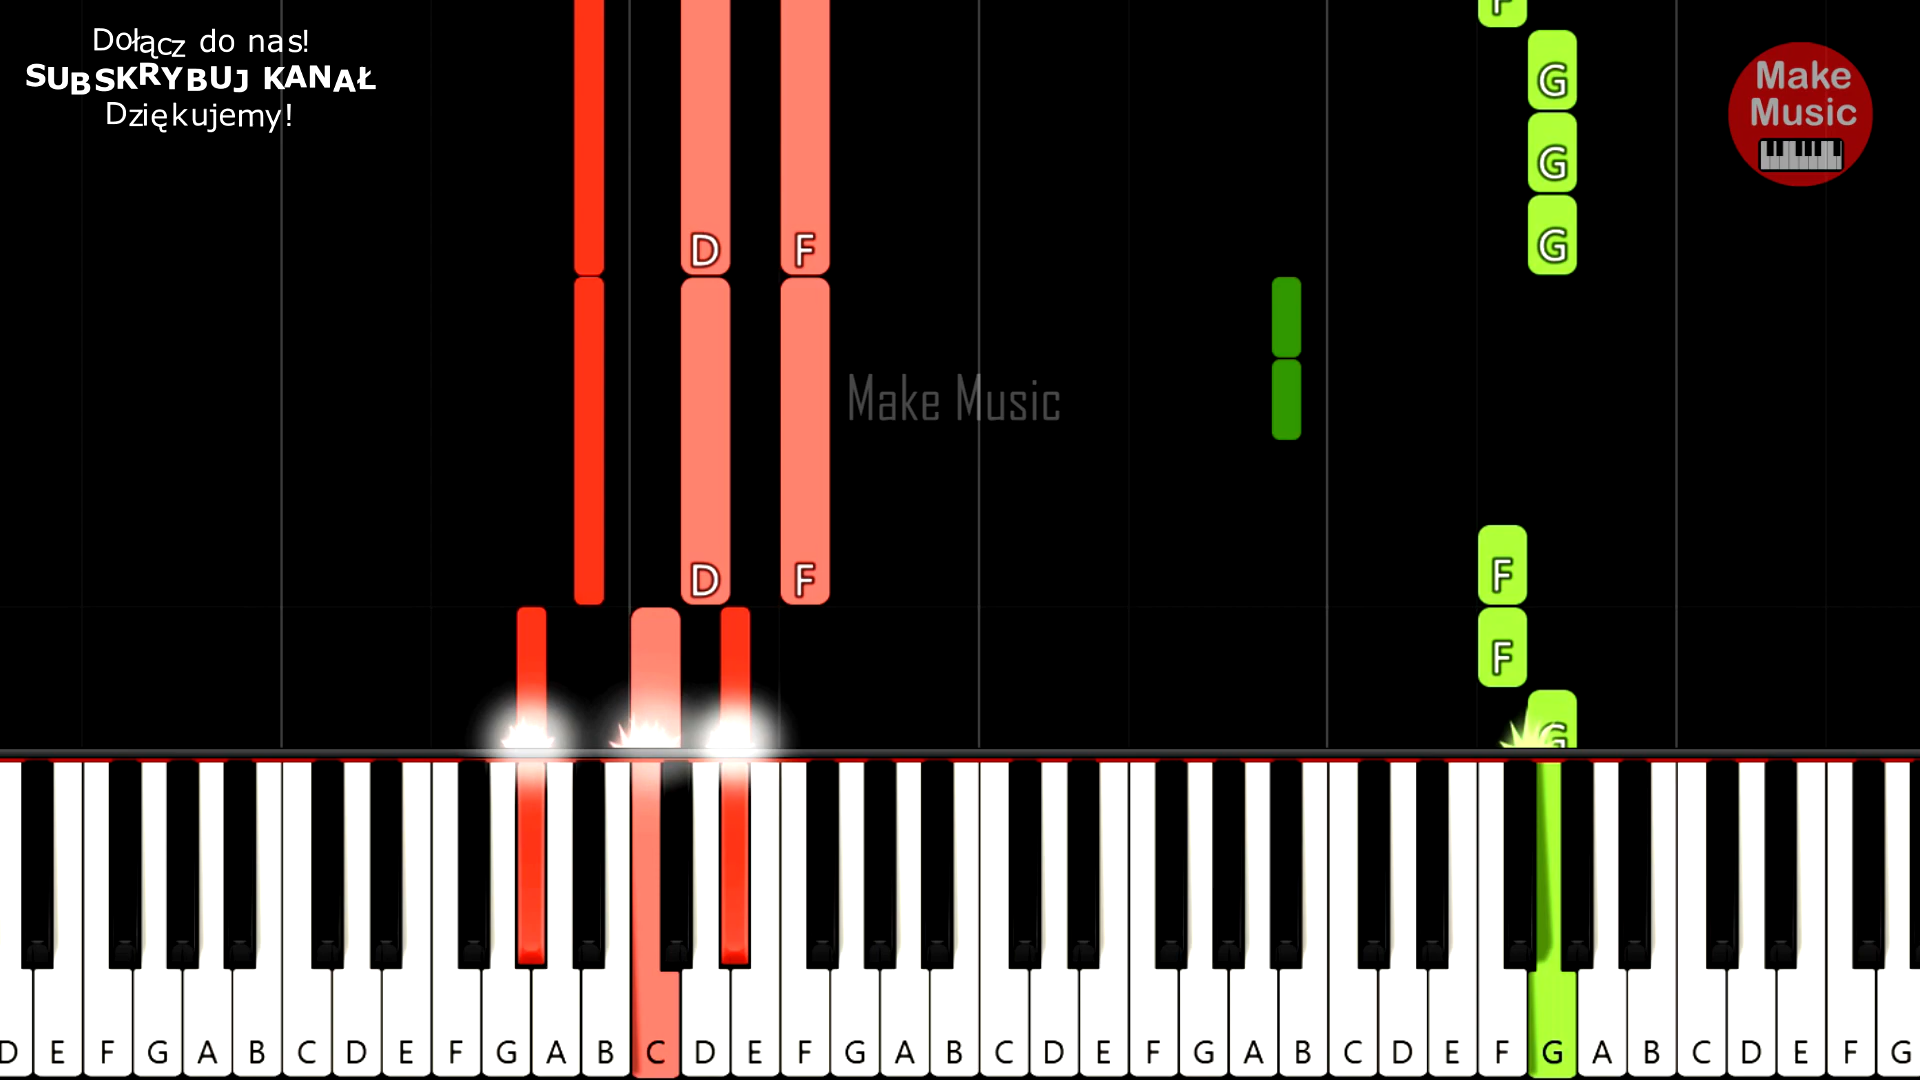 Dołącz do nas!
SUBSKRYBUJ KANAŁ
Dziękujemy!
Make
Music
F
G
G
G
D F
Make Music
D F
F
F
G
D E F G A B C D E F G A B C D E F G A B C D E F G A B C D E F G A B C D E F G